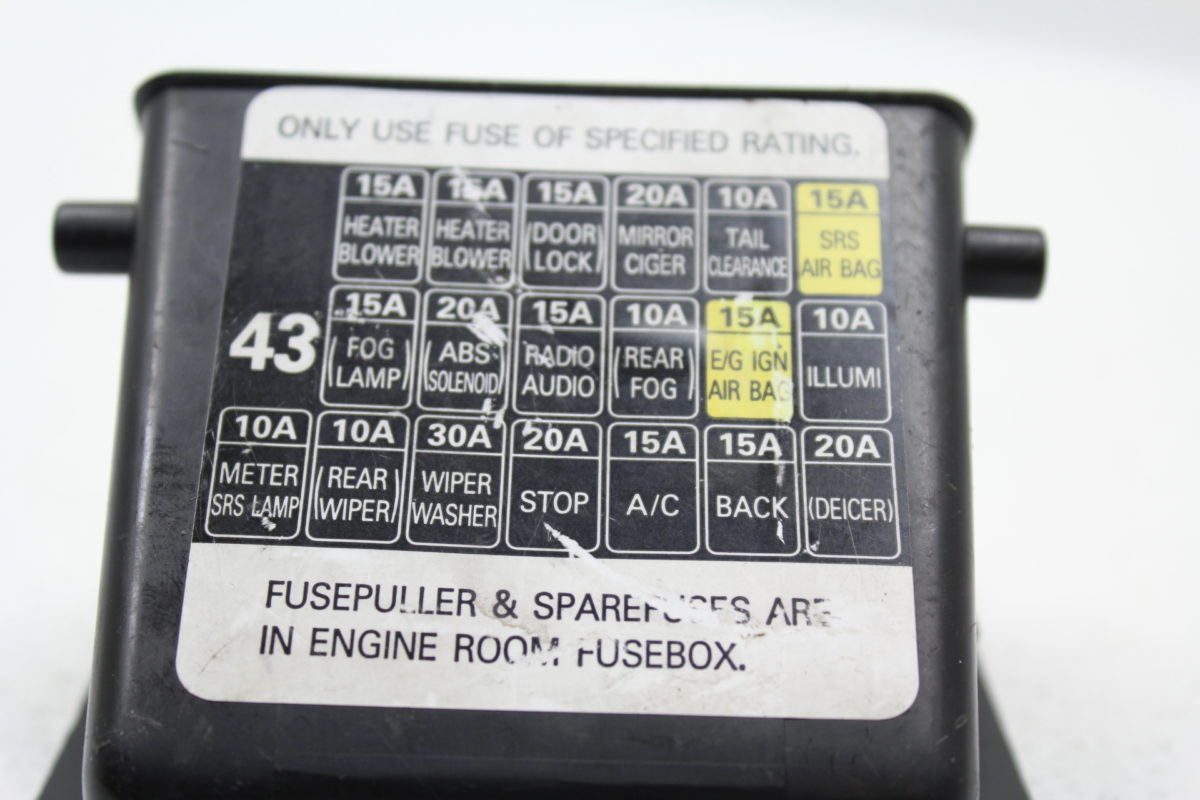 ONLY USE FUSE OF SPECIFIED RATING.
15A 15A 15A 20A 10A 15A
HEATER HEATER (DOOR MIRROR TAIL SRS
BLOWER BLOWER LOCK) CIGER CLEARANCE AIR BAG
43
15A 20A 15A 10A 15A 10A
(FOG (ABS RADIO (REAR E/G IGN ILLUMI
LAMP) SOLENOID) AUDIO FOG) AIR BAG
10A 10A 30A 20A 15A 15A 20A
METER (REAR WIPER STOP A/C BACK (DEICER)
SRS LAMP WIPER) WASHER
FUSEPULLER & SPAREFUSES ARE
IN ENGINE ROOM FUSEBOX.